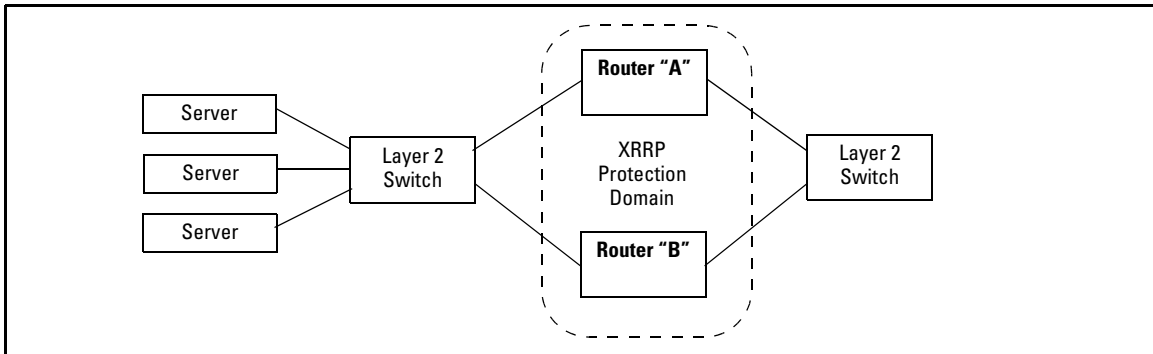 Server
Server
Server
Layer 2
Switch
Router “A”
XRRP
Protection
Domain
Router “B”
Layer 2
Switch